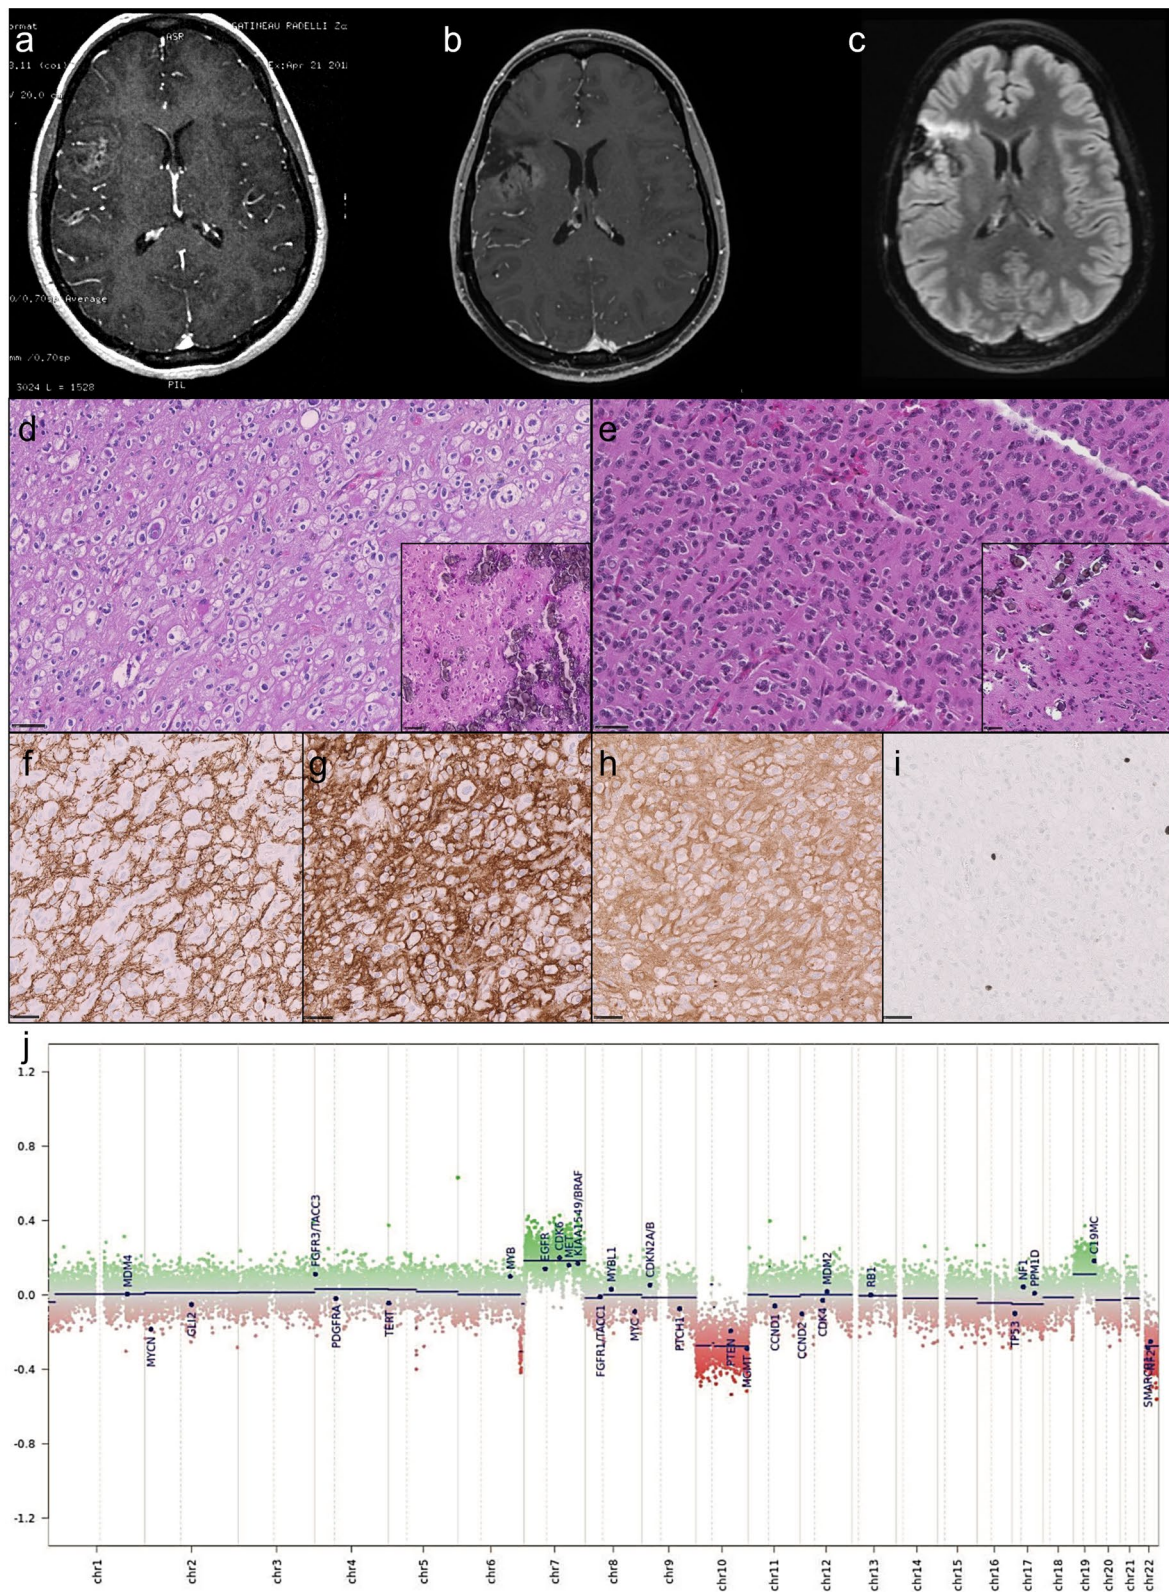 a
b
c
ormat
ASP
GATINEAU RADELLI Zo
3.11 (coi
Ex:Apr 21 201
V 20.0 c
0/0.70sp Average
mm /0.70sp
3024 L = 1528
PIL
d
e
f
g
h
i
j
1.2
0.8
0.4
0.0
-0.4
-0.8
-1.2
MDM4
MYCN
GLI2
FGFR3/TACC3
PDGFRA
TERT
MYB
EGFR
CDK6
MET
KIAA1549/BRAF
FGFR1/TACC1
MYBL1
MYC
CDKN2A/B
PTCH1
PTEN
MGMT
CCND1
CCND2
CDK4
MDM2
RB1
TP53
NF1
PPM1D
C19MC
chr1
chr2
chr3
chr4
chr5
chr6
chr7
chr8
chr9
chr10
chr11
chr12
chr13
chr14
chr15
chr16
chr17
chr18
chr19
chr20
chr21
chr22